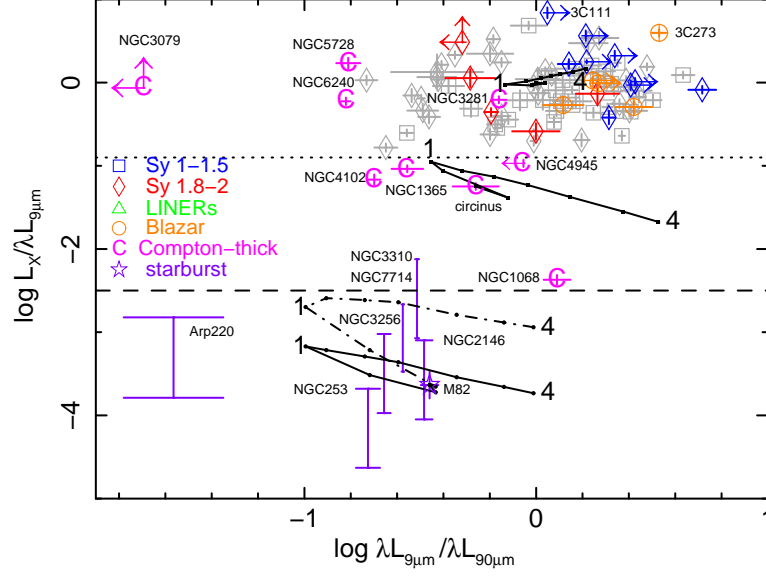 3C111
3C273
NGC3079
NGC5728
0
4
1
NGC6240
NGC3281
1
NGC4945
Sy 1−1.5
NGC4102
Sy 1.8−2
NGC1365
LINERs
circinus
4
Blazar
C Compton−thick
NGC3310
−2
starburst
NGC7714
NGC1068
1
NGC3256
4
Arp220
NGC2146
1
NGC253
M82
4
−4
−1
0
1
log L_X/λL_9μm
log λL_9μm/λL_90μm